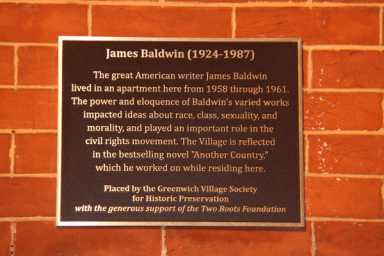 James Baldwin (1924-1987)
The great American writer James Baldwin
lived in an apartment here from 1958 through 1961.
The power and eloquence of Baldwin's varied works
impacted ideas about race, class, sexuality, and
morality, and played an important role in the
civil rights movement. The Village is reflected
in the bestselling novel "Another Country,"
which he worked on while residing here.
Placed by the Greenwich Village Society
for Historic Preservation
with the generous support of the Two Boots Foundation